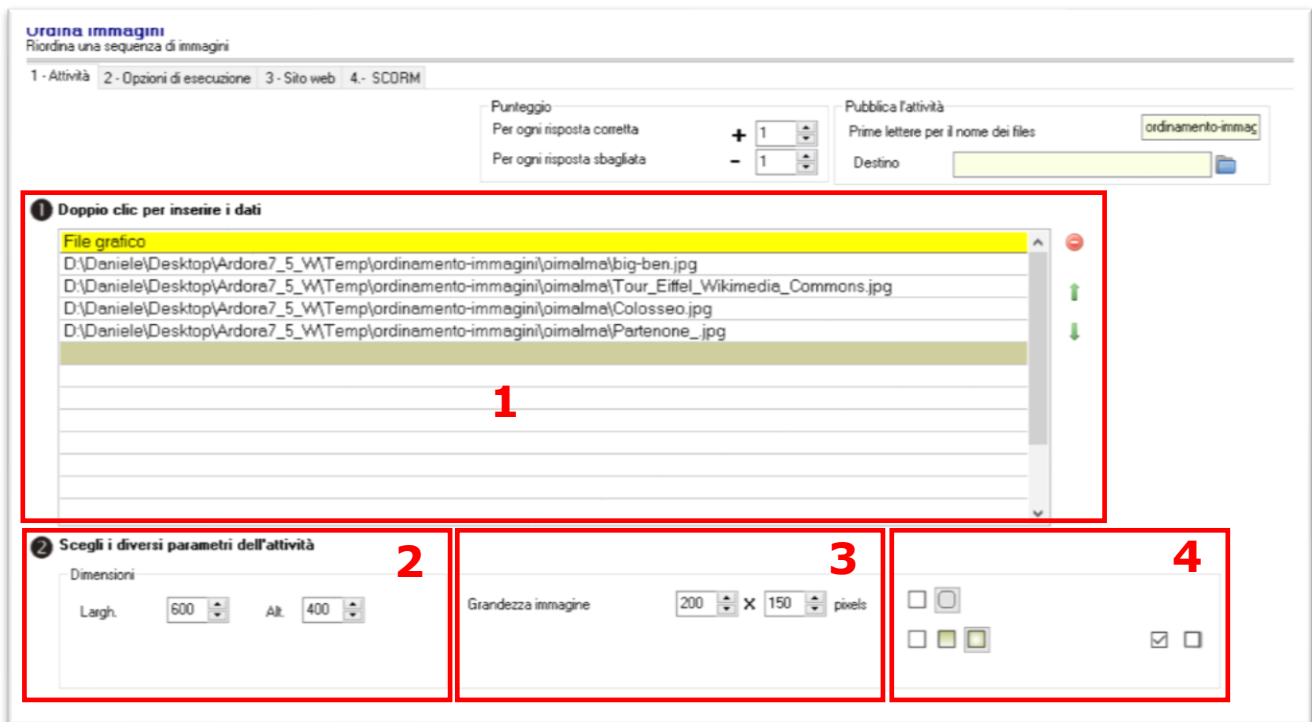 Ordina immagini
Riordina una sequenza di immagini
1 - Attività 2 - Opzioni di esecuzione 3 - Sito web 4.- SCORM
Punteggio
Per ogni risposta corretta + 1
Per ogni risposta sbagliata - 1
Pubblica l'attività
Prime lettere per il nome dei files ordinamento-immag
Destino
1 Doppio clic per inserire i dati
File grafico
D:\Daniele\Desktop\Ardora7_5_W\Temp\ordinamento-immagini\oimalma\big-ben.jpg
D:\Daniele\Desktop\Ardora7_5_W\Temp\ordinamento-immagini\oimalma\Tour_Eiffel_Wikimedia_Commons.jpg
D:\Daniele\Desktop\Ardora7_5_W\Temp\ordinamento-immagini\oimalma\Colosseo.jpg
D:\Daniele\Desktop\Ardora7_5_W\Temp\ordinamento-immagini\oimalma\Partenone_.jpg
1
2 Scegli i diversi parametri dell'attività
2
Dimensioni
Largh. 600 Alt. 400
3
Grandezza immagine 200 X 150 pixels
4